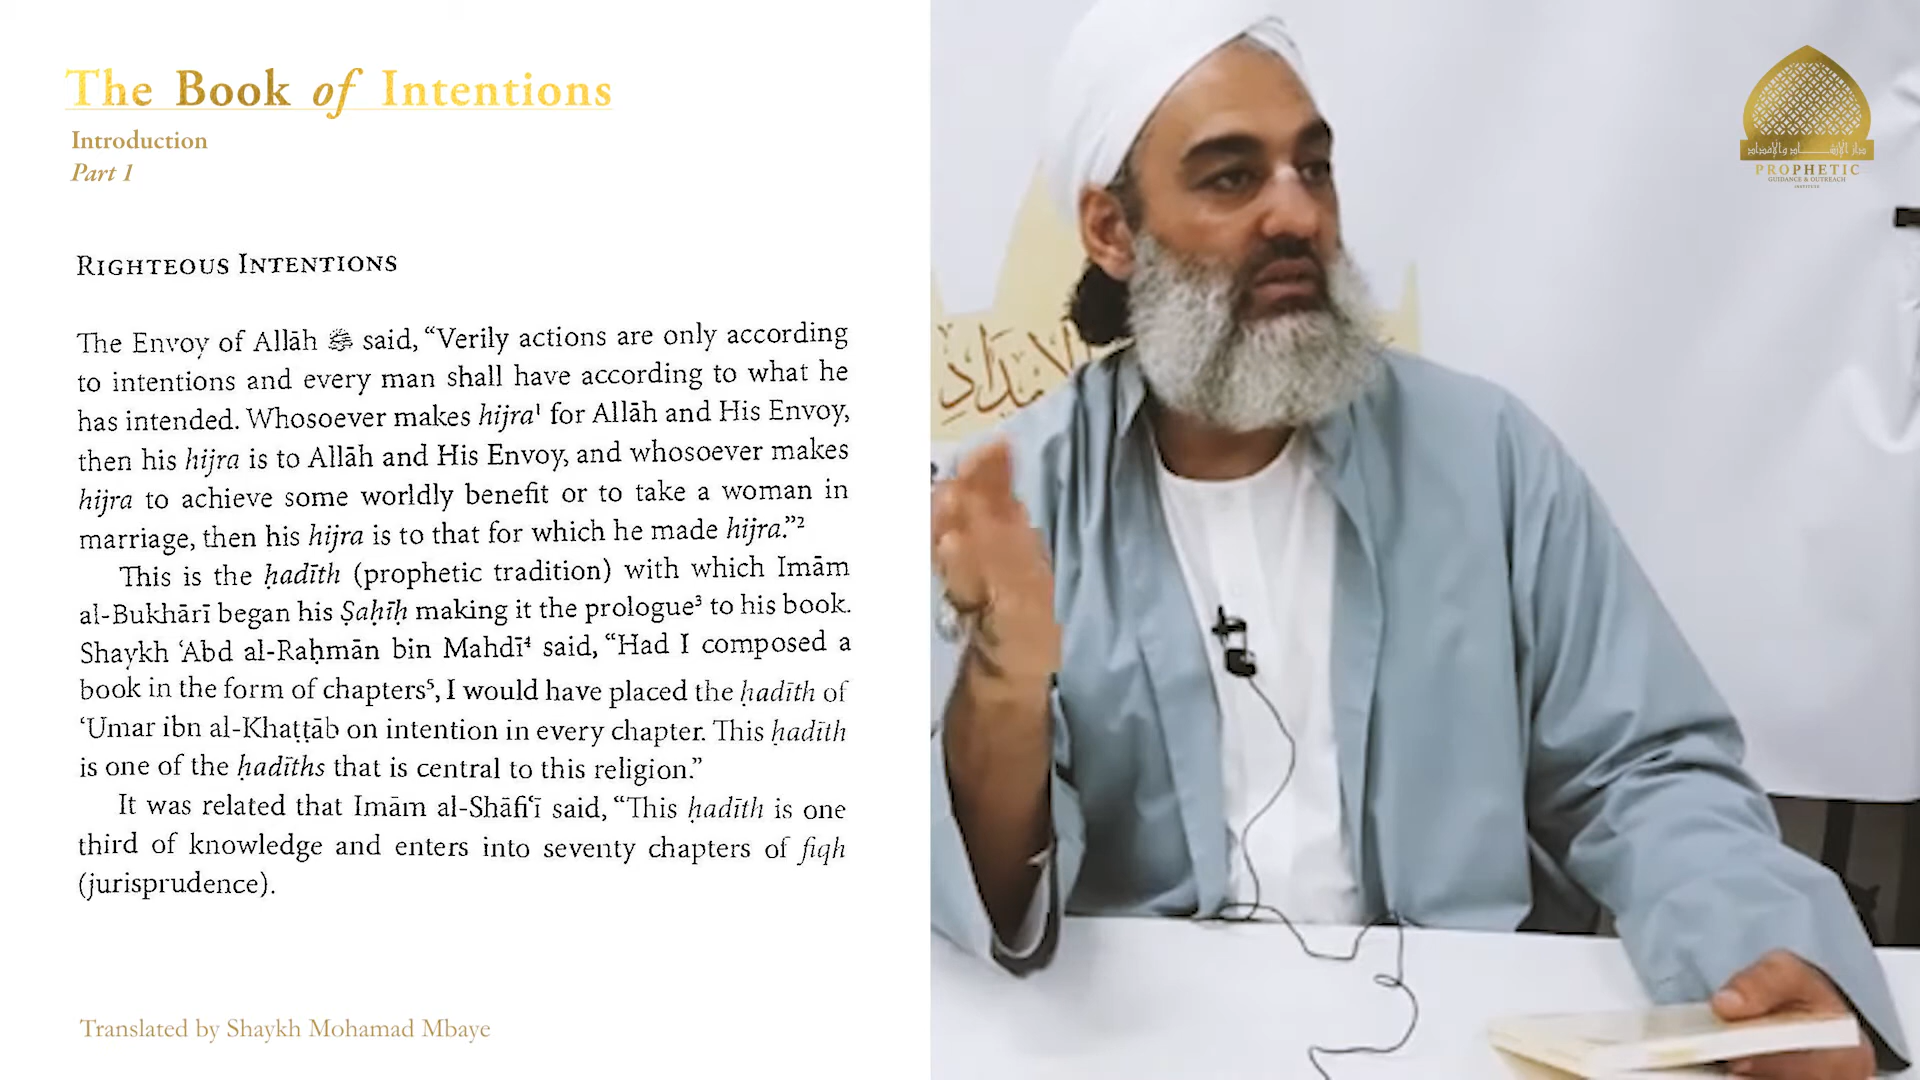 The Book of Intentions
Introduction
Part 1
RIGHTEOUS INTENTIONS
The Envoy of Allāh ﷺ said, “Verily actions are only according
to intentions and every man shall have according to what he
has intended. Whosoever makes hijra¹ for Allāh and His Envoy,
then his hijra is to Allāh and His Envoy, and whosoever makes
hijra to achieve some worldly benefit or to take a woman in
marriage, then his hijra is to that for which he made hijra.”²
This is the ḥadīth (prophetic tradition) with which Imām
al-Bukhārī began his Ṣaḥīḥ making it the prologue³ to his book.
Shaykh ‘Abd al-Raḥmān bin Mahdī⁴ said, “Had I composed a
book in the form of chapters⁵, I would have placed the ḥadīth of
‘Umar ibn al-Khaṭṭāb on intention in every chapter. This ḥadīth
is one of the ḥadīths that is central to this religion.”
It was related that Imām al-Shāfi‘ī said, “This ḥadīth is one
third of knowledge and enters into seventy chapters of fiqh
(jurisprudence).
Translated by Shaykh Mohamad Mbaye
دار الإرشاد والإمداد
PROPHETIC
GUIDANCE & OUTREACH
INSTITUTE
الإمداد